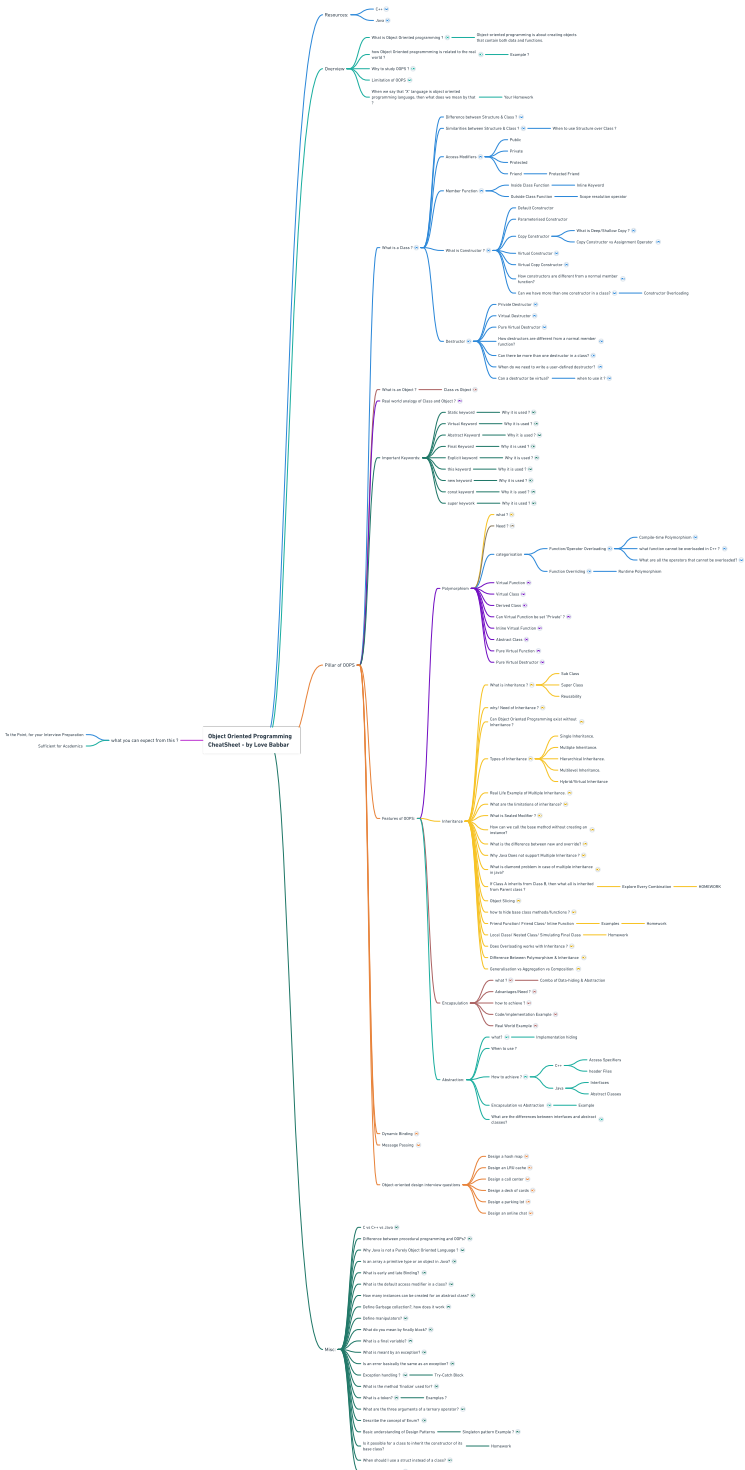 Resources
C++
Java
Overview
What is Object Oriented programming ?
Object-oriented programming is about creating objects
that contain both data and functions.
how Object Oriented programmming is related to the real
world ?
Example ?
Why to study OOPS ?
Limitation of OOPS
When we say that "X" language is object oriented
programming language, then what does we mean by that
?
Your Homework
Pillar of OOPS
What is a Class ?
Difference between Structure & Class ?
Similarities between Structure & Class ?
When to use Structure over Class ?
Access Modifiers
Public
Private
Protected
Friend
Protected Friend
Member Function
Inside Class Function
Inline Keyword
Outside Class Function
Scope resolution operator
What is Constructor ?
Default Constructor
Parameterised Constructor
Copy Constructor
What is Deep/Shallow Copy ?
Copy Constructor vs Assignment Operator
Virtual Constructor
Virtual Copy Constructor
How constructors are different from a normal member
function?
Can we have more than one constructor in a class?
Constructor Overloading
Destructor
Private Destructor
Virtual Destructor
Pure Virtual Destructor
How destructors are different from a normal member
function?
Can there be more than one destructor in a class?
When do we need to write a user-defined destructor?
Can a destructor be virtual?
when to use it ?
What is an Object ?
Class vs Object
Real world analogy of Class and Object ?
Important Keywords
Static keyword
Why it is used ?
Virtual Keyword
Why it is used ?
Abstract Keyword
Why it is used ?
Final Keyword
Why it is used ?
Explicit keyword
Why it is used ?
this keyword
Why it is used ?
new keyword
Why it is used ?
const keyword
Why it is used ?
super keywork
Why it is used ?
Features of OOPS
Polymorphism
what ?
Need ?
categorisation
Function/Operator Overloading
Compile-time Polymorphism
what function cannot be overloaded in C++ ?
What are all the operators that cannot be overloaded?
Function Overriding
Runtime Polymorphism
Virtual Function
Virtual Class
Derived Class
Can Virtual Function be set "Private" ?
Inline Virtual Function
Abstract Class
Pure Virtual Function
Pure Virtual Destructor
Inheritance
What is Inheritance ?
Sub Class
Super Class
Reusability
why/ Need of Inheritance ?
Can Object Oriented Programming exist without
Inheritance ?
Types of Inheritance
Single Inheritance.
Multiple Inheritance.
Hierarchical Inheritance.
Multilevel Inheritance.
Hybrid/Virtual Inheritance
Real Life Example of Multiple Inheritance
What are the limitations of inheritance?
What is Sealed Modifier ?
How can we call the base method without creating an
instance?
What is the difference between new and override?
Why Java Does not support Multiple Inheritance ?
What is diamond problem in case of multiple inheritance
in java?
If Class A inherits from Class B, then what all is inherited
from Parent class ?
Explore Every Combination
HOMEWORK
Object Slicing
how to hide base class methods/functions ?
Friend Function/ Friend Class/ Inline Function
Examples
Homework
Local Class/ Nested Class/ Simulating Final Class
Homework
Does Overloading works with Inheritance ?
Difference Between Polymorphism & Inheritance
Generalisation vs Aggregation vs Composition
Encapsulation
what ?
Combo of Data-hiding & Abstraction
Advantages/Need ?
How to achieve ?
Code/Implementation Example
Real World Example
Abstraction
what?
Implementation hiding
When to use ?
How to achieve ?
C++
Access Specifiers
header Files
Java
Interfaces
Abstract Classes
Encapsulation vs Abstraction
Example
What are the differences between interfaces and abstract
classes?
Dynamic Binding
Message Passing
Object oriented design interview questions
Design a hash map
Design an LRU cache
Design a call center
Design a deck of cards
Design a parking lot
Design an online chat
what you can expect from this ?
To the Point, for your Interview Preparation
Sufficient for Academics
Object Oriented Programming
CheatSheet - by Love Babbar
Misc
C vs C++ vs Java
Difference between procedural programming and OOPs?
Why Java is not a Purely Object Oriented Language ?
Is an array a primitive type or an object in Java?
What is early and late Binding?
What is the default access modifier in a class?
How many instances can be created for an abstract class?
Define Garbage collection?, how does it work
Define manipulators?
What do you mean by finally block?
What is a final variable?
What is meant by an exception?
Is an error basically the same as an exception?
Exception handling ?
Try-Catch Block
What is the method 'finalize' used for?
What is a token?
Examples ?
What are the three arguments of a ternary operator?
Describe the concept of Enum?
Basic understanding of Design Patterns
Singleton pattern Example ?
Is it possible for a class to inherit the constructor of its
base class?
Homework
When should I use a struct instead of a class?